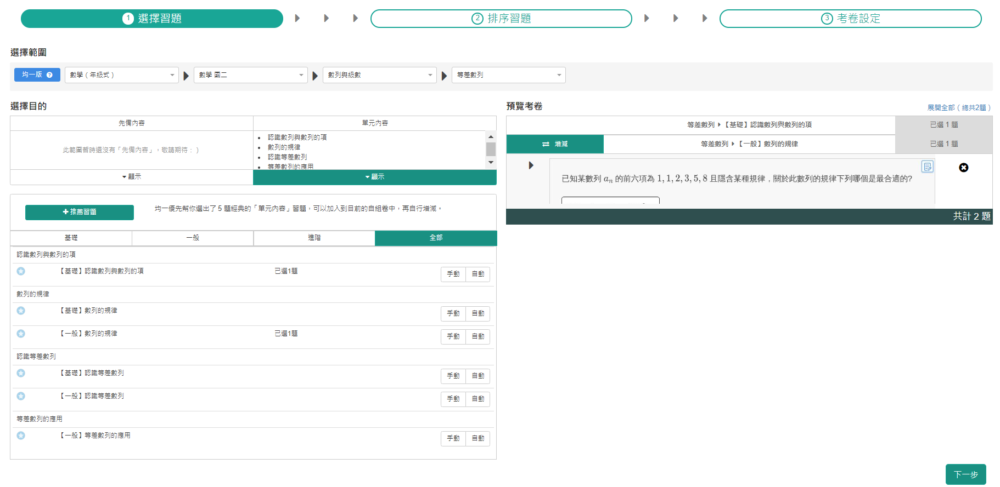 1 選擇習題
2 排序習題
3 考卷設定
選擇範圍
均一版 ?
數學（年級式）
數學 國二
數列與級數
等差數列
選擇目的
先備內容
單元內容
此範圍暫時還沒有「先備內容」，敬請期待：）
認識數列與數列的項
數列的規律
認識等差數列
等差數列的應用
顯示
顯示
推薦習題
均一優先幫你選出了 5 題經典的「單元內容」習題，可以加入到目前的自組卷中，再自行增減。
基礎
一般
進階
全部
認識數列與數列的項
【基礎】認識數列與數列的項 已選1題 手動 自動
數列的規律
【基礎】數列的規律 手動 自動
【一般】數列的規律 已選1題 手動 自動
認識等差數列
【基礎】認識等差數列 手動 自動
【一般】認識等差數列 手動 自動
等差數列的應用
【一般】等差數列的應用 手動 自動
預覽考卷
展開全部（總共2題）
等差數列 【基礎】認識數列與數列的項 已選 1 題
增減 等差數列 【一般】數列的規律 已選 1 題
已知某數列 aₙ 的前六項為 1, 1, 2, 3, 5, 8 且隱含某種規律，關於此數列的規律下列哪個是最合適的?
共計 2 題
下一步